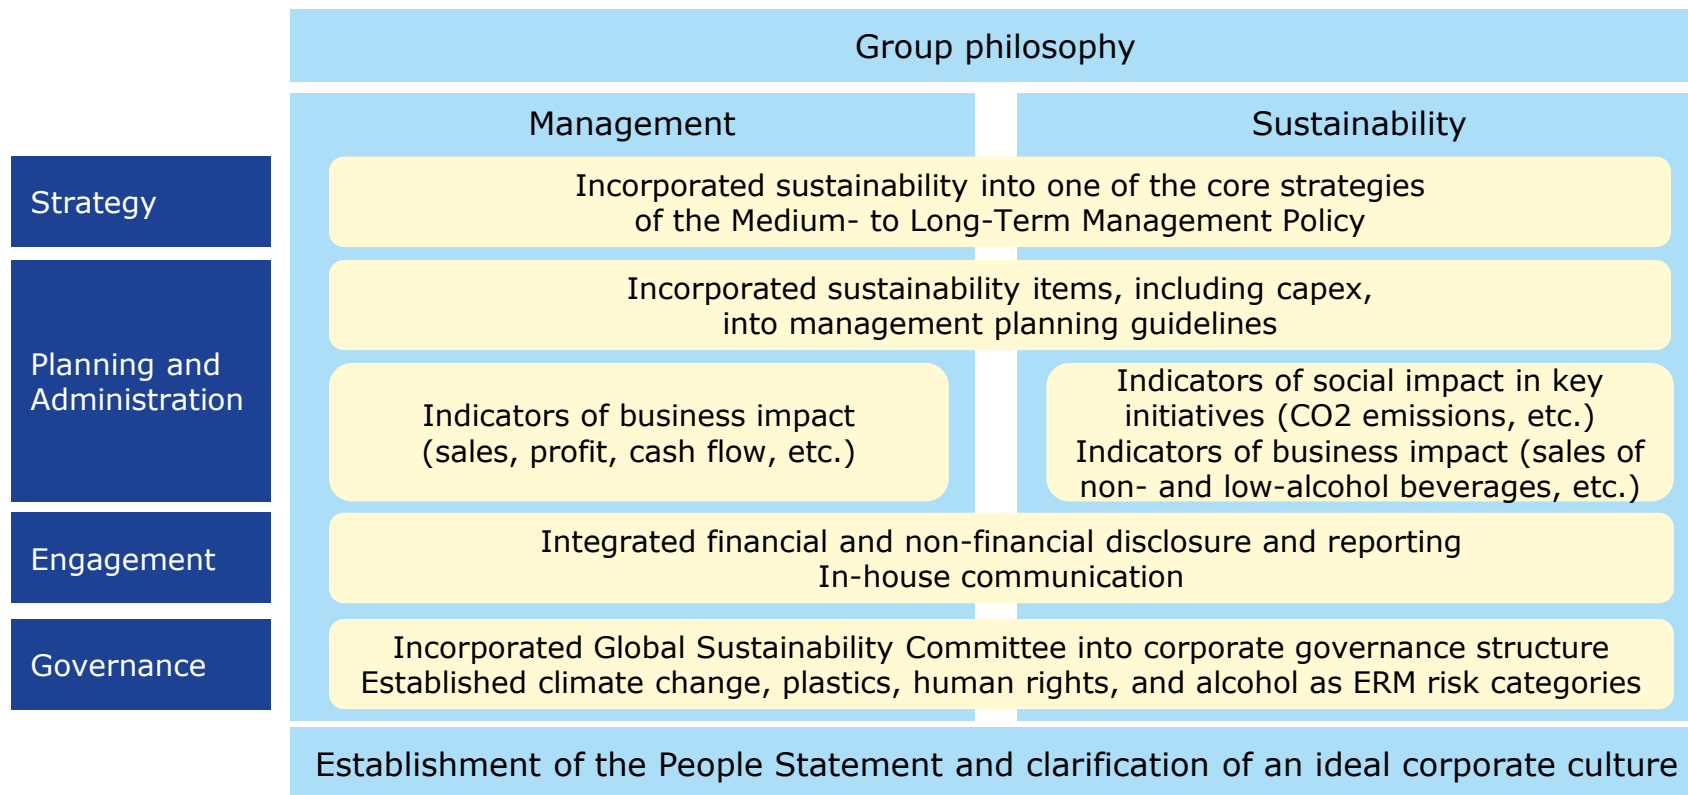 Group philosophy
Management
Sustainability
Strategy
Incorporated sustainability into one of the core strategies
of the Medium- to Long-Term Management Policy
Planning and
Administration
Incorporated sustainability items, including capex,
into management planning guidelines
Indicators of business impact
(sales, profit, cash flow, etc.)
Indicators of social impact in key
initiatives (CO2 emissions, etc.)
Indicators of business impact (sales of
non- and low-alcohol beverages, etc.)
Engagement
Integrated financial and non-financial disclosure and reporting
In-house communication
Governance
Incorporated Global Sustainability Committee into corporate governance structure
Established climate change, plastics, human rights, and alcohol as ERM risk categories
Establishment of the People Statement and clarification of an ideal corporate culture